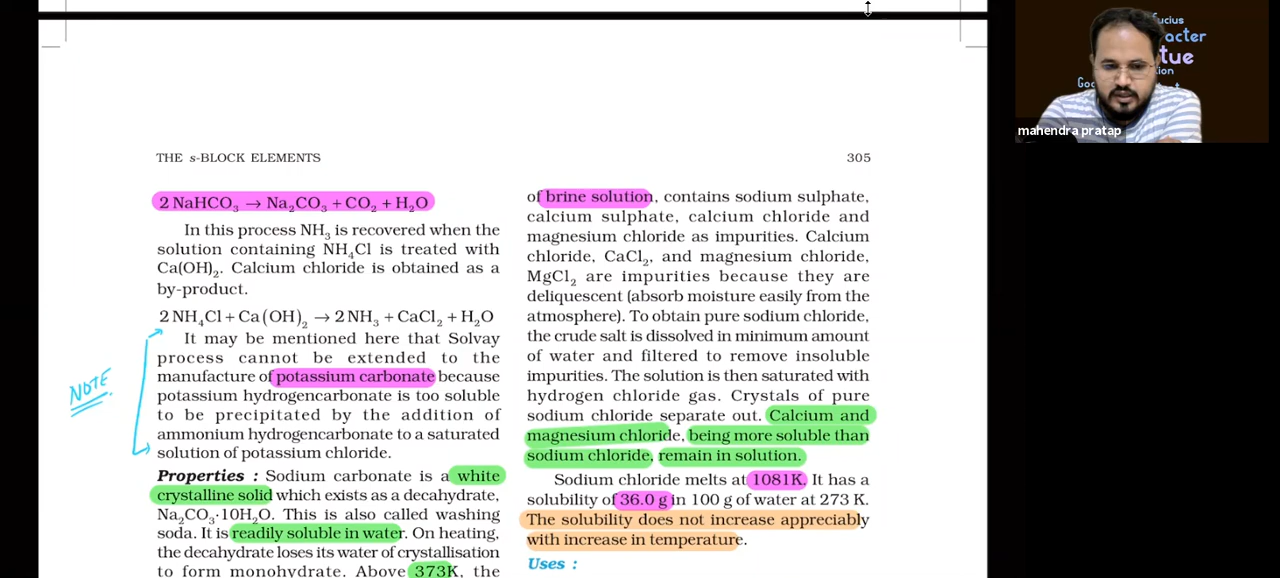 THE s-BLOCK ELEMENTS
305
2 NaHCO₃ → Na₂CO₃ + CO₂ + H₂O
In this process NH₃ is recovered when the
solution containing NH₄Cl is treated with
Ca(OH)₂. Calcium chloride is obtained as a
by-product.
2 NH₄Cl + Ca(OH)₂ → 2 NH₃ + CaCl₂ + H₂O
It may be mentioned here that Solvay
process cannot be extended to the
manufacture of potassium carbonate because
potassium hydrogencarbonate is too soluble
to be precipitated by the addition of
ammonium hydrogencarbonate to a saturated
solution of potassium chloride.
NOTE
Properties : Sodium carbonate is a white
crystalline solid which exists as a decahydrate,
Na₂CO₃·10H₂O. This is also called washing
soda. It is readily soluble in water. On heating,
the decahydrate loses its water of crystallisation
to form monohydrate. Above 373K, the
of brine solution, contains sodium sulphate,
calcium sulphate, calcium chloride and
magnesium chloride as impurities. Calcium
chloride, CaCl₂, and magnesium chloride,
MgCl₂ are impurities because they are
deliquescent (absorb moisture easily from the
atmosphere). To obtain pure sodium chloride,
the crude salt is dissolved in minimum amount
of water and filtered to remove insoluble
impurities. The solution is then saturated with
hydrogen chloride gas. Crystals of pure
sodium chloride separate out. Calcium and
magnesium chloride, being more soluble than
sodium chloride, remain in solution.
Sodium chloride melts at 1081K. It has a
solubility of 36.0 g in 100 g of water at 273 K.
The solubility does not increase appreciably
with increase in temperature.
Uses :
mahendra pratap